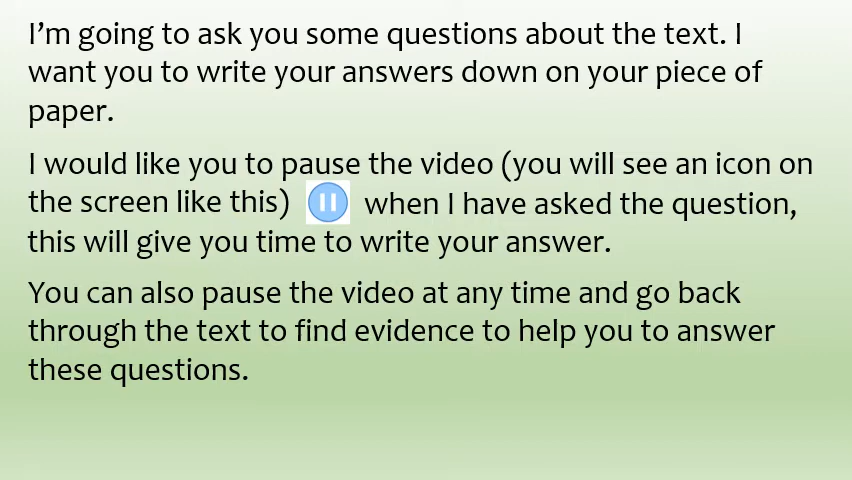 I’m going to ask you some questions about the text. I
want you to write your answers down on your piece of
paper.
I would like you to pause the video (you will see an icon on
the screen like this) when I have asked the question,
this will give you time to write your answer.
You can also pause the video at any time and go back
through the text to find evidence to help you to answer
these questions.